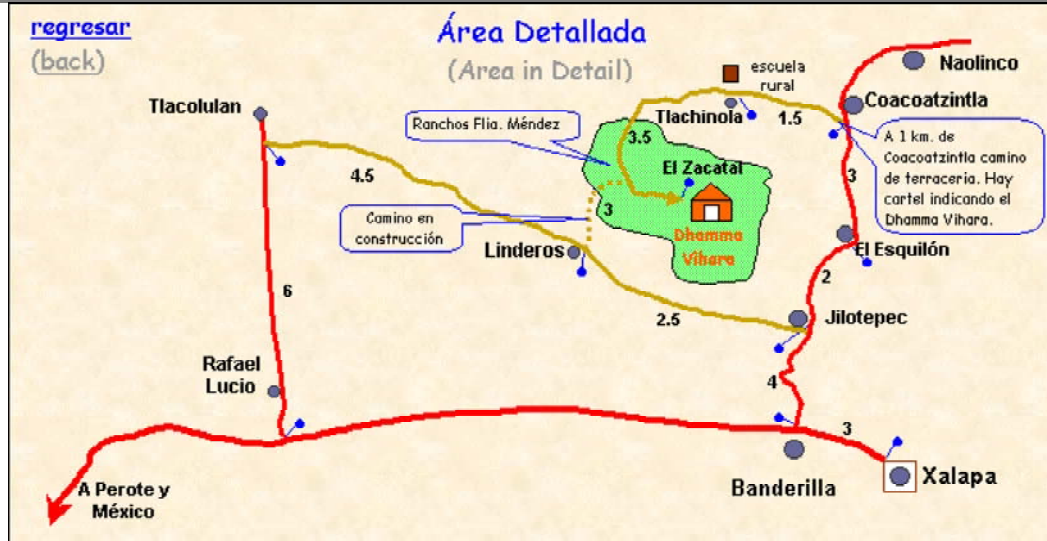 regresar
(back)
Área Detallada
(Area in Detail)
Naolinco
escuela
rural
Tlacolulan
Coacoatzintla
Tlachinola
1.5
Ranchos Flia. Méndez
3.5
A 1 km. de
Coacoatzintla camino
de terraceria. Hay
cartel indicando el
Dhamma Vihara.
4.5
El Zacatal
3
Camino en
construcción
3
Dhamma
Vihara
Linderos
El Esquilón
2
6
2.5
Jilotepec
Rafael
Lucio
4
3
A Perote y
México
Banderilla
Xalapa